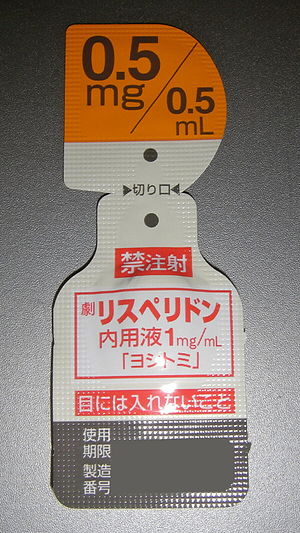 0.5
mg
0.5
mL
▶切り口◀
禁注射
劇 リスペリドン
内用液1mg/mL
「ヨシトミ」
目には入れないこと
使用
期限
製造
番号